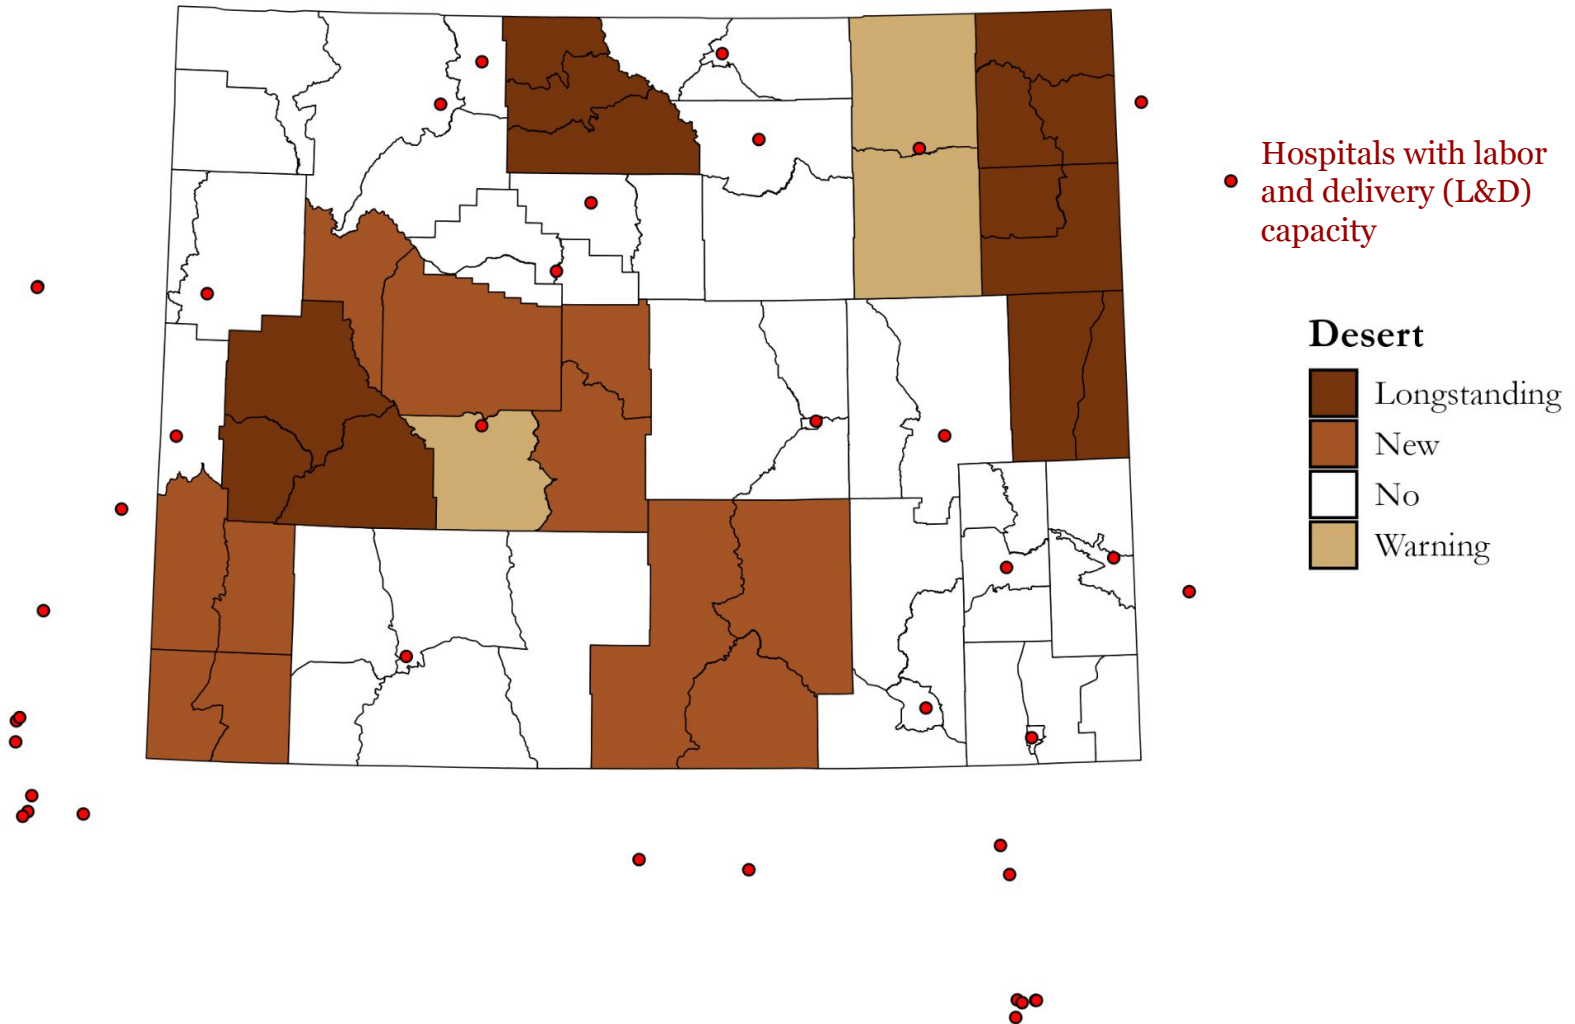 Hospitals with labor
and delivery (L&D)
capacity
Desert
Longstanding
New
No
Warning